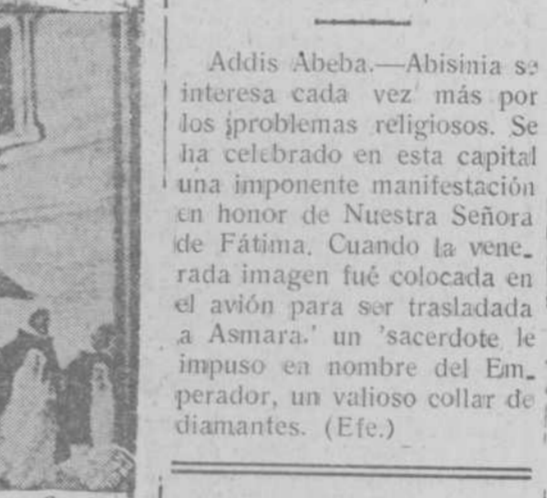 Addis Abeba.—Abisinia se
interesa cada vez más por
los problemas religiosos. Se
ha celebrado en esta capital
una imponente manifestación
en honor de Nuestra Señora
de Fátima. Cuando la vene-
rada imagen fué colocada en
el avión para ser trasladada
a Asmara.' un 'sacerdote le
impuso en nombre del Em-
perador, un valioso collar de
diamantes. (Efe.)